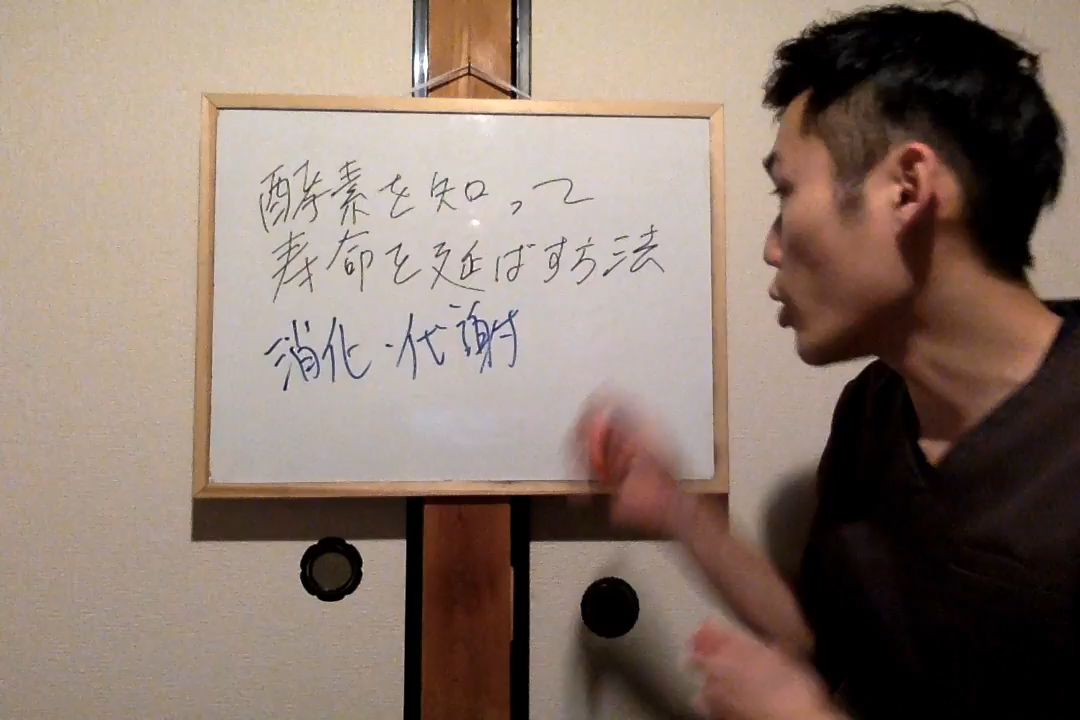 酵素を知って
寿命を延ばす方法
消化・代謝